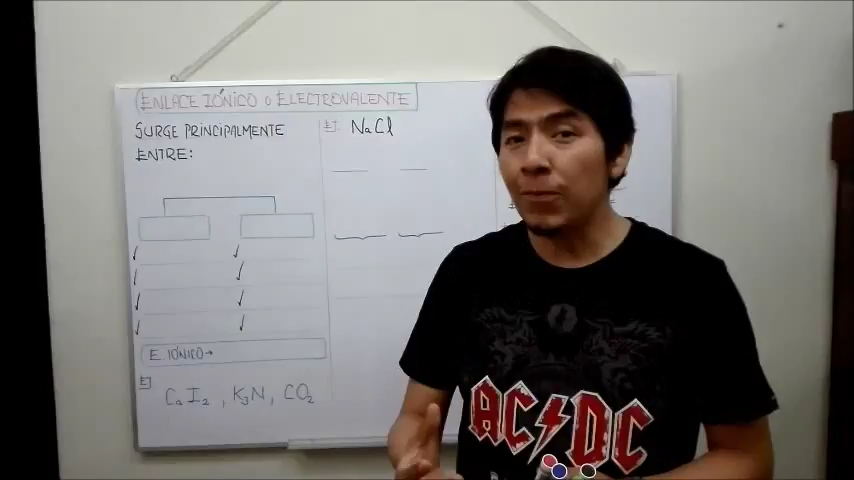 ENLACE IÓNICO O ELECTROVALENTE
SURGE PRINCIPALMENTE
ENTRE:
E. IÓNICO→
Ej
CaI₂, K₃N, CO₂
Ej: NaCl
AC DC